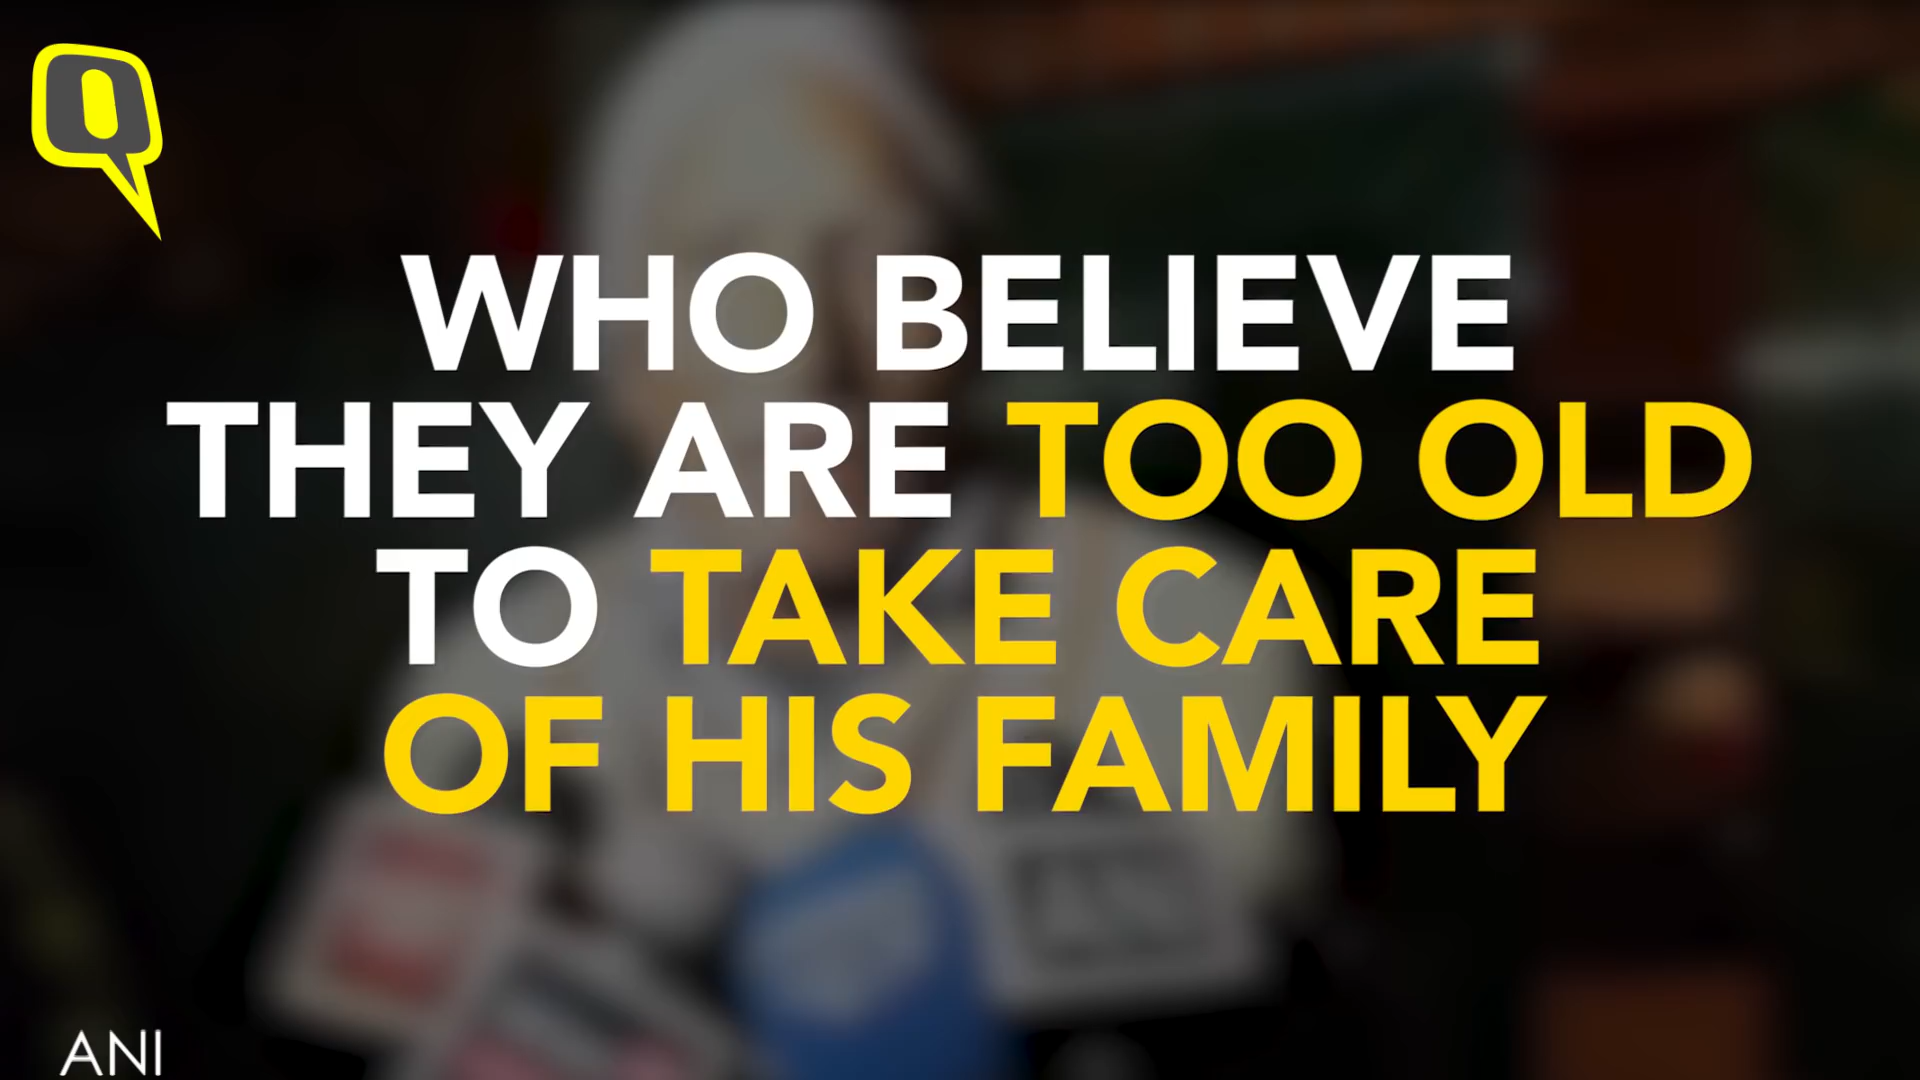 Q
WHO BELIEVE
THEY ARE TOO OLD
TO TAKE CARE
OF HIS FAMILY
ANI